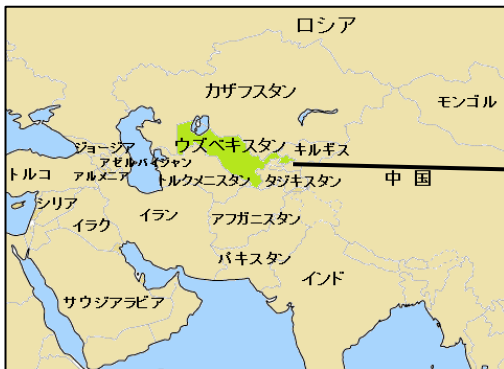 ロシア
カザフスタン
モンゴル
ウズベキスタン
キルギス
ジョージア
アゼルバイジャン
トルコ
アルメニア
トルクメニスタン
タジキスタン
中国
シリア
イラク
イラン
アフガニスタン
パキスタン
インド
サウジアラビア